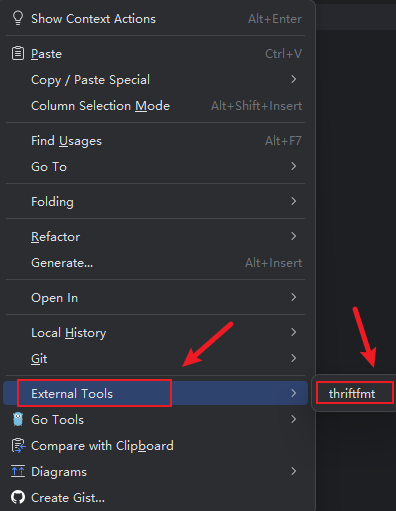 Show Context Actions Alt+Enter
Paste Ctrl+V
Copy / Paste Special
Column Selection Mode Alt+Shift+Insert
Find Usages Alt+F7
Go To
Folding
Refactor
Generate... Alt+Insert
Open In
Local History
Git
External Tools
thriftfmt
Go Tools
Compare with Clipboard
Diagrams
Create Gist...